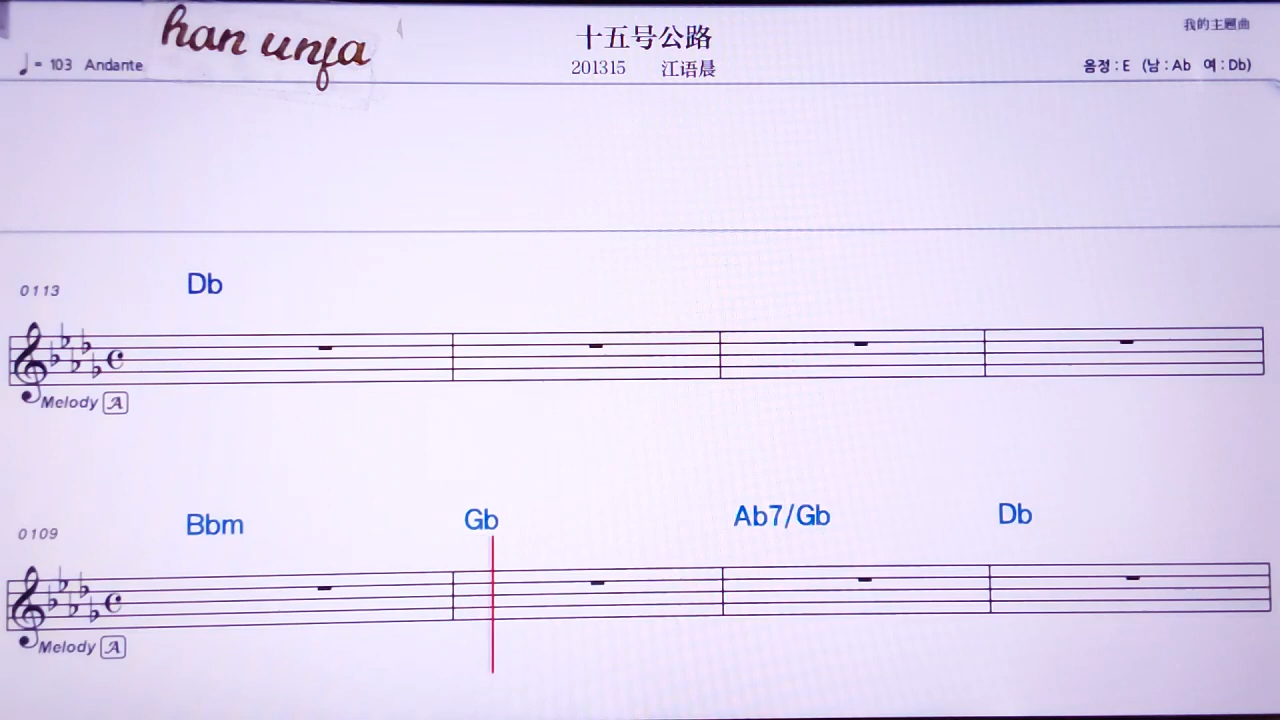 han unfa
十五号公路
我的主题曲
♩= 103 Andante
201315 江语晨
음정 : E (남 : Ab 여 : Db)
0113
Db
Melody A
0109
Bbm Gb Ab7/Gb Db
Melody A